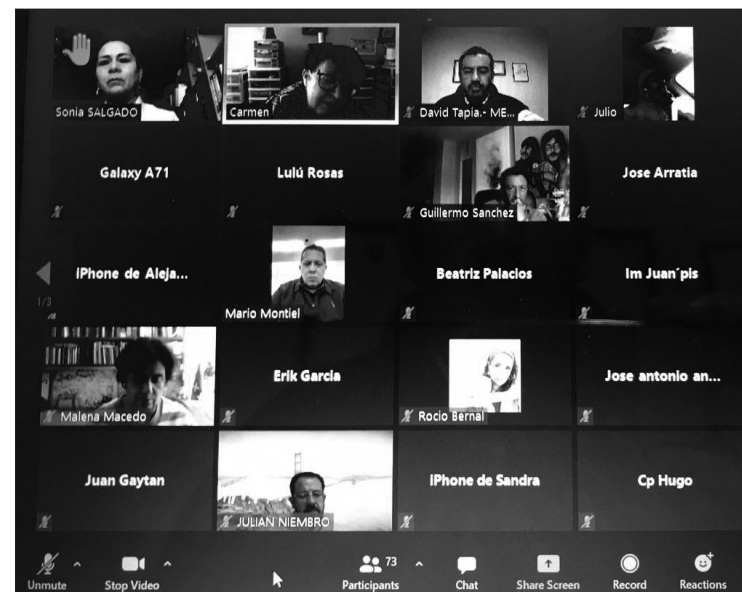 Sonia SALGADO
Carmen
David Tapia.- ME...
Julio
Galaxy A71
Lulú Rosas
Guillermo Sanchez
Jose Arratia
iPhone de Aleja...
Mario Montiel
Beatriz Palacios
Im Juan´pis
1/3
Malena Macedo
Erik Garcia
Rocio Bernal
Jose antonio an...
Juan Gaytan
JULIAN NIEMBRO
iPhone de Sandra
Cp Hugo
Unmute
Stop Video
73
Participants
Chat
Share Screen
Record
Reactions